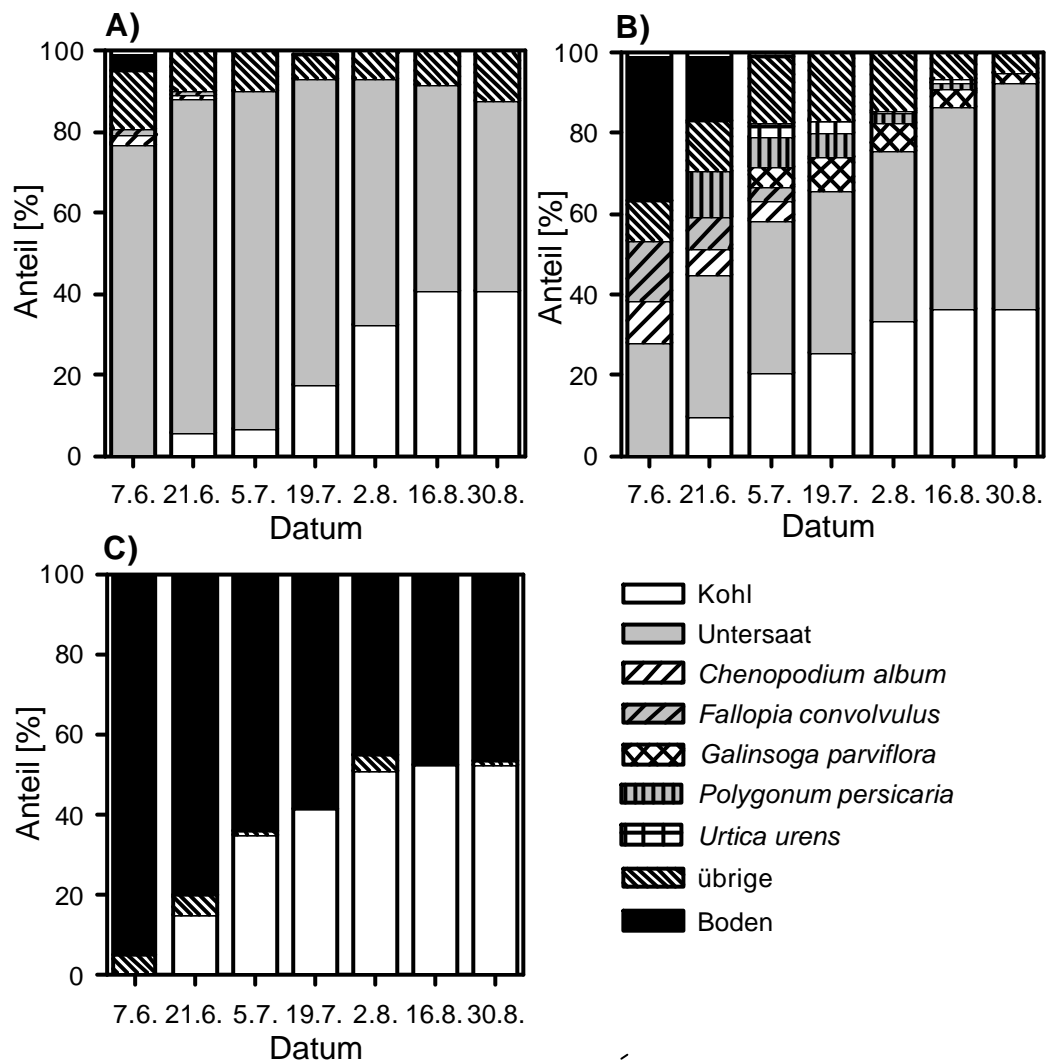 A)
Anteil [%]
100
80
60
40
20
0
7.6. 21.6. 5.7. 19.7. 2.8. 16.8. 30.8.
Datum
B)
Anteil [%]
100
80
60
40
20
0
7.6. 21.6. 5.7. 19.7. 2.8. 16.8. 30.8.
Datum
C)
Anteil [%]
100
80
60
40
20
0
7.6. 21.6. 5.7. 19.7. 2.8. 16.8. 30.8.
Datum
Kohl
Untersaat
Chenopodium album
Fallopia convolvulus
Galinsoga parviflora
Polygonum persicaria
Urtica urens
übrige
Boden